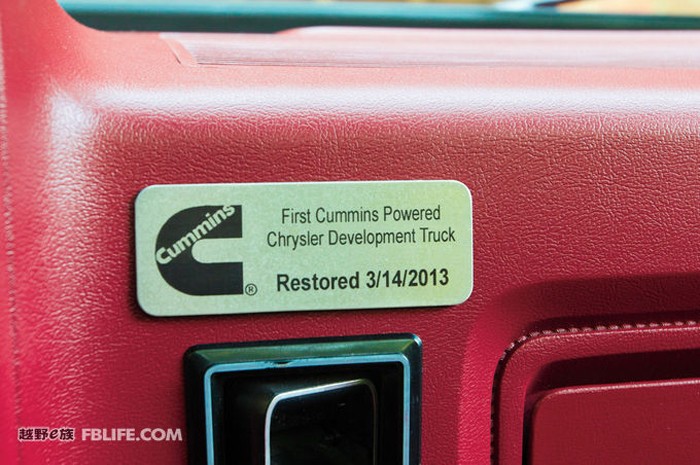 Cummins
®
First Cummins Powered
Chrysler Development Truck
Restored 3/14/2013
越野e族 FBLIFE.COM